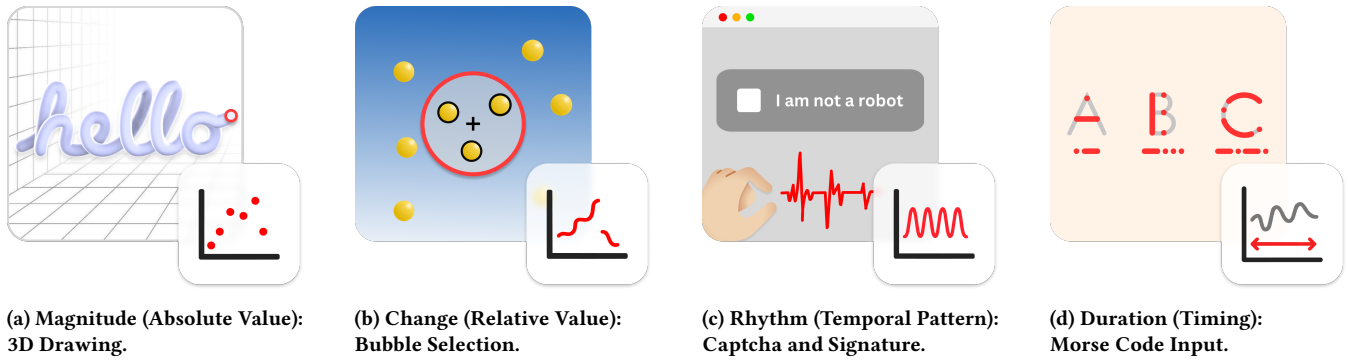 hello
I am not a robot
A B C
(a) Magnitude (Absolute Value):
3D Drawing.
(b) Change (Relative Value):
Bubble Selection.
(c) Rhythm (Temporal Pattern):
Captcha and Signature.
(d) Duration (Timing):
Morse Code Input.